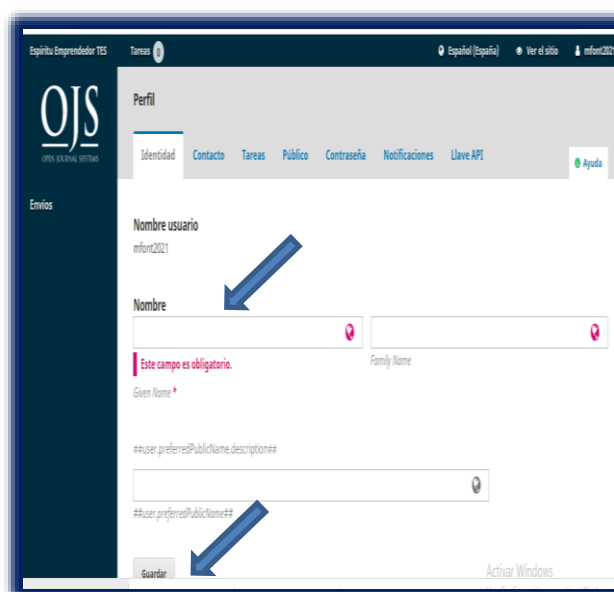 Espíritu Emprendedor TES Tareas 0 Español (España) Ver el sitio mfont2021
OJS
OPEN JOURNAL SYSTEMS
Perfil
Identidad Contacto Tareas Público Contraseña Notificaciones Llave API
Ayuda
Envíos
Nombre usuario
mfont2021
Nombre
Este campo es obligatorio. Family Name
Given Name *
##user.preferredPublicName.description##
##user.preferredPublicName##
Guardar
Activar Windows